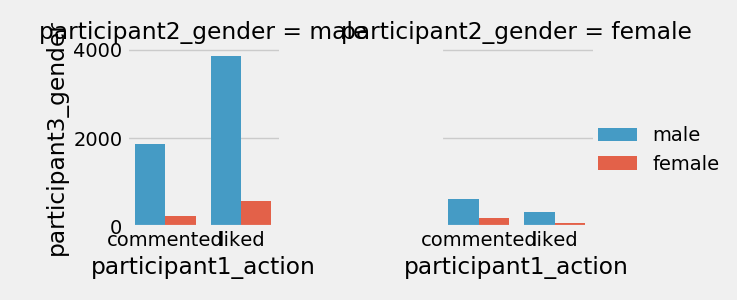 participant2_gender = male
participant2_gender = female
participant3_gender
4000
2000
0
commented
liked
commented
liked
participant1_action
participant1_action
male
female